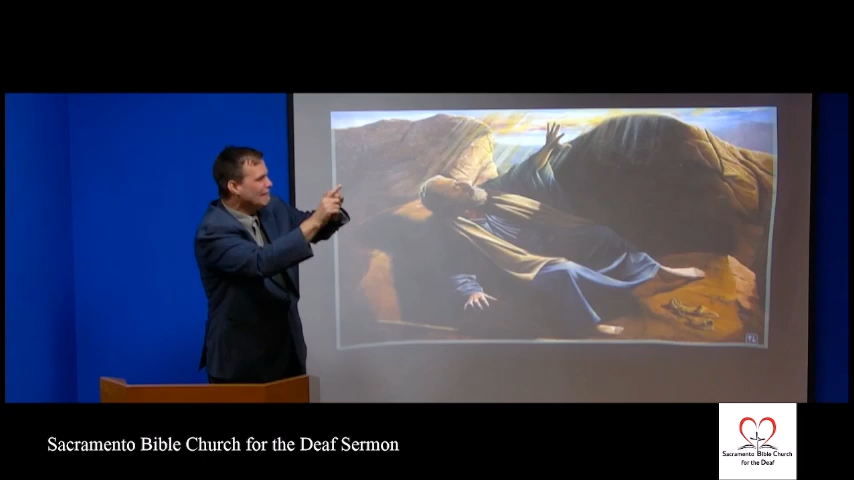 Sacramento Bible Church for the Deaf Sermon
Sacramento Bible Church
for the Deaf